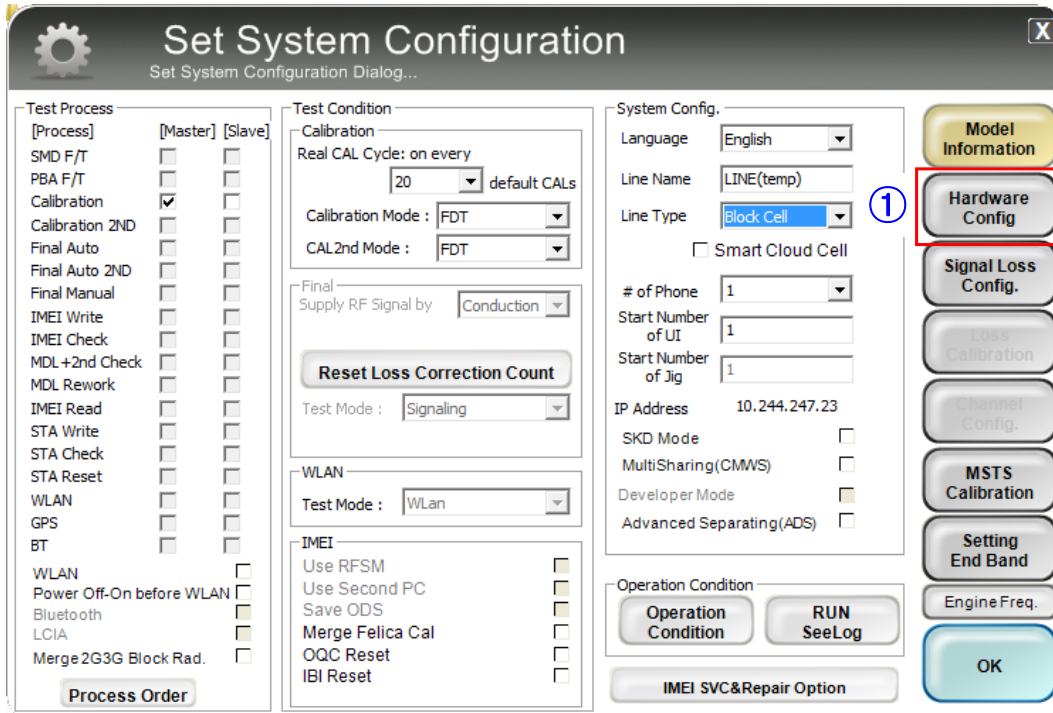 Set System Configuration
Set System Configuration Dialog...
X
Test Process
[Process] [Master] [Slave]
SMD F/T
PBA F/T
Calibration
Calibration 2ND
Final Auto
Final Auto 2ND
Final Manual
IMEI Write
IMEI Check
MDL+2nd Check
MDL Rework
IMEI Read
STA Write
STA Check
STA Reset
WLAN
GPS
BT
WLAN
Power Off-On before WLAN
Bluetooth
LCIA
Merge 2G3G Block Rad.
Process Order
Test Condition
Calibration
Real CAL Cycle: on every
20 default CALs
Calibration Mode : FDT
CAL2nd Mode : FDT
Final
Supply RF Signal by Conduction
Reset Loss Correction Count
Test Mode : Signaling
WLAN
Test Mode : WLan
IMEI
Use RFSM
Use Second PC
Save ODS
Merge Felica Cal
OQC Reset
IBI Reset
System Config.
Language English
Line Name LINE(temp)
Line Type Block Cell
Smart Cloud Cell
# of Phone 1
Start Number
of UI 1
Start Number
of Jig 1
IP Address 10.244.247.23
SKD Mode
MultiSharing(CMWS)
Developer Mode
Advanced Separating(ADS)
Operation Condition
Operation
Condition
RUN
SeeLog
IMEI SVC&Repair Option
Model
Information
①
Hardware
Config
Signal Loss
Config.
Loss
Calibration
Channel
Config.
MSTS
Calibration
Setting
End Band
Engine Freq.
OK